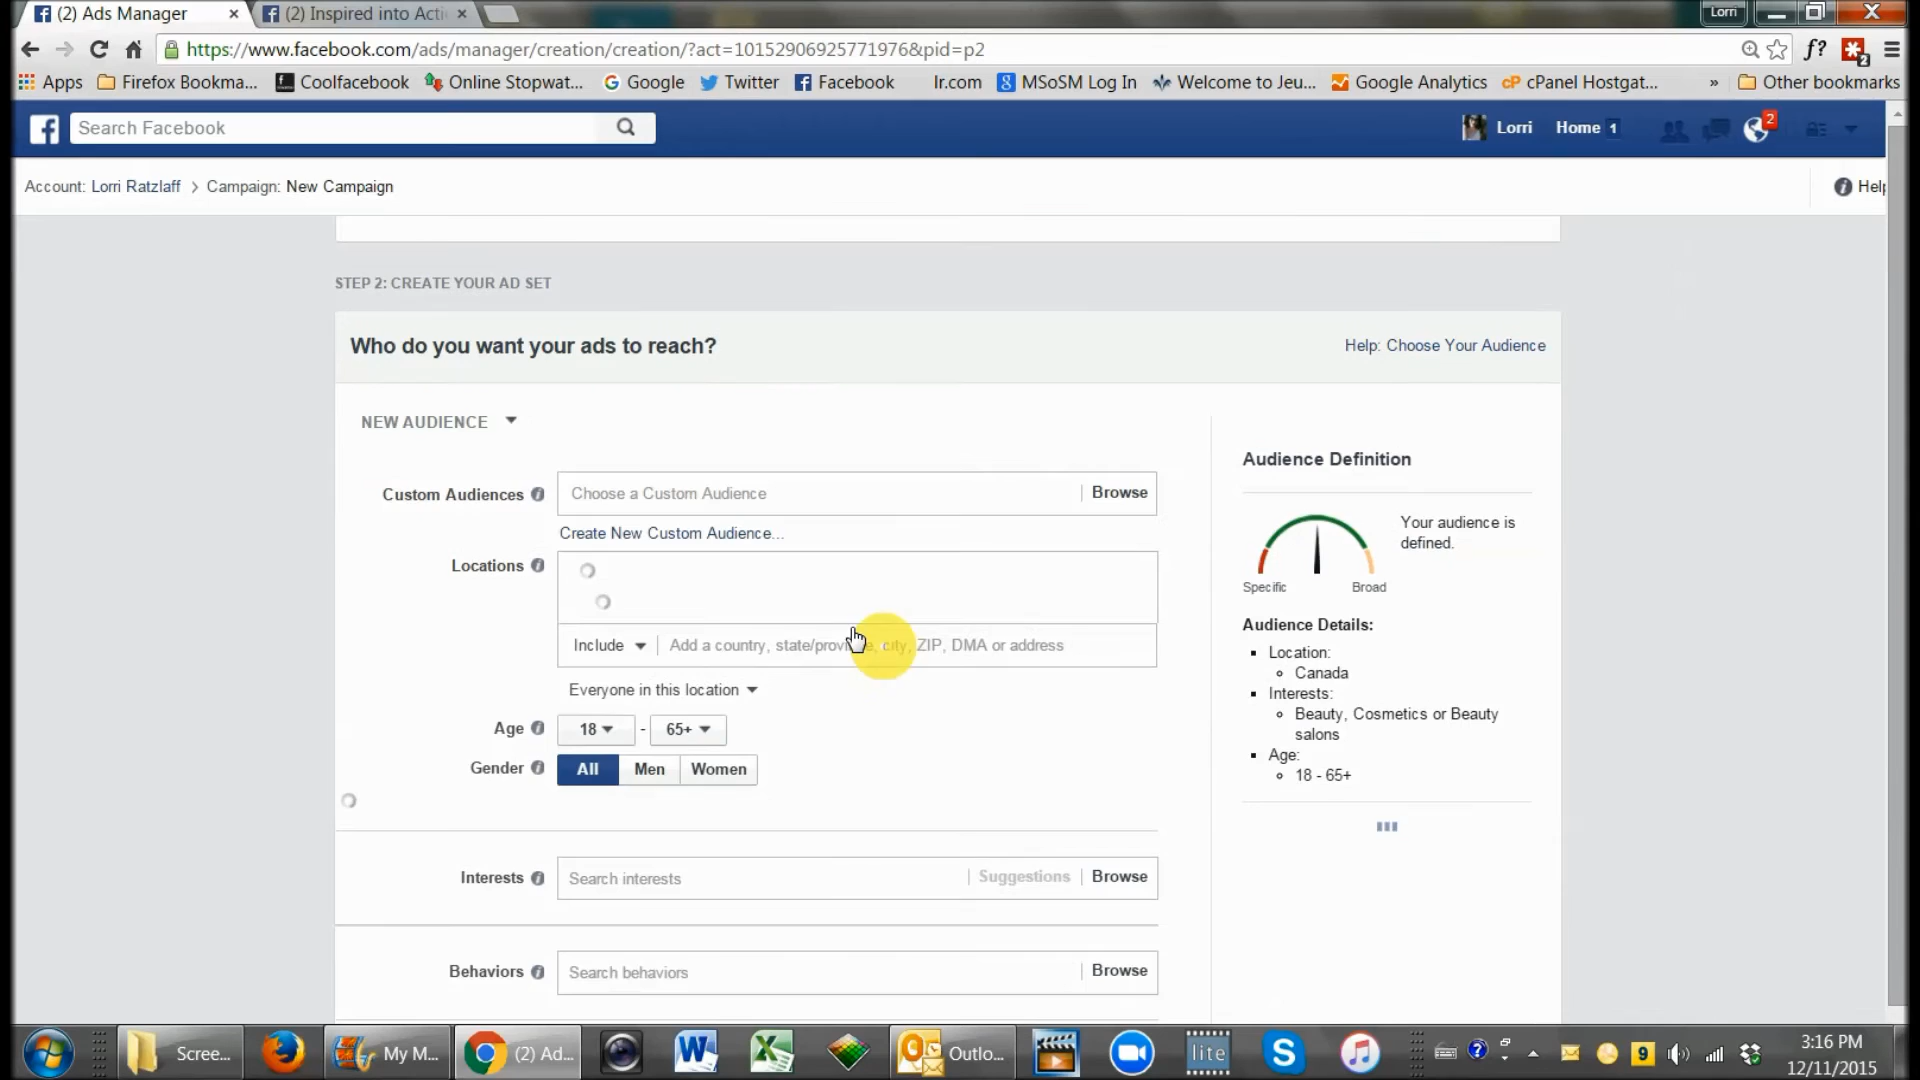 (2) Ads Manager
(2) Inspired into Acti
Lorri
https://www.facebook.com/ads/manager/creation/creation/?act=10152906925771976&pid=p2
f?
2
Apps Firefox Bookma... Coolfacebook Online Stopwat... Google Twitter Facebook lr.com MSoSM Log In Welcome to Jeu... Google Analytics cP cPanel Hostgat... » Other bookmarks
Search Facebook
Lorri Home 1 2
Account: Lorri Ratzlaff > Campaign: New Campaign
Help
STEP 2: CREATE YOUR AD SET
Who do you want your ads to reach?
Help: Choose Your Audience
NEW AUDIENCE
Custom Audiences
Choose a Custom Audience
Browse
Create New Custom Audience...
Locations
Include
Add a country, state/province, city, ZIP, DMA or address
Everyone in this location
Age 18 - 65+
Gender All Men Women
Interests
Search interests
Suggestions
Browse
Behaviors
Search behaviors
Browse
Audience Definition
Your audience is
defined.
Specific Broad
Audience Details:
Location:
Canada
Interests:
Beauty, Cosmetics or Beauty
salons
Age:
18 - 65+
Scree...
My M...
(2) Ad...
Outlo...
lite
9
3:16 PM
12/11/2015